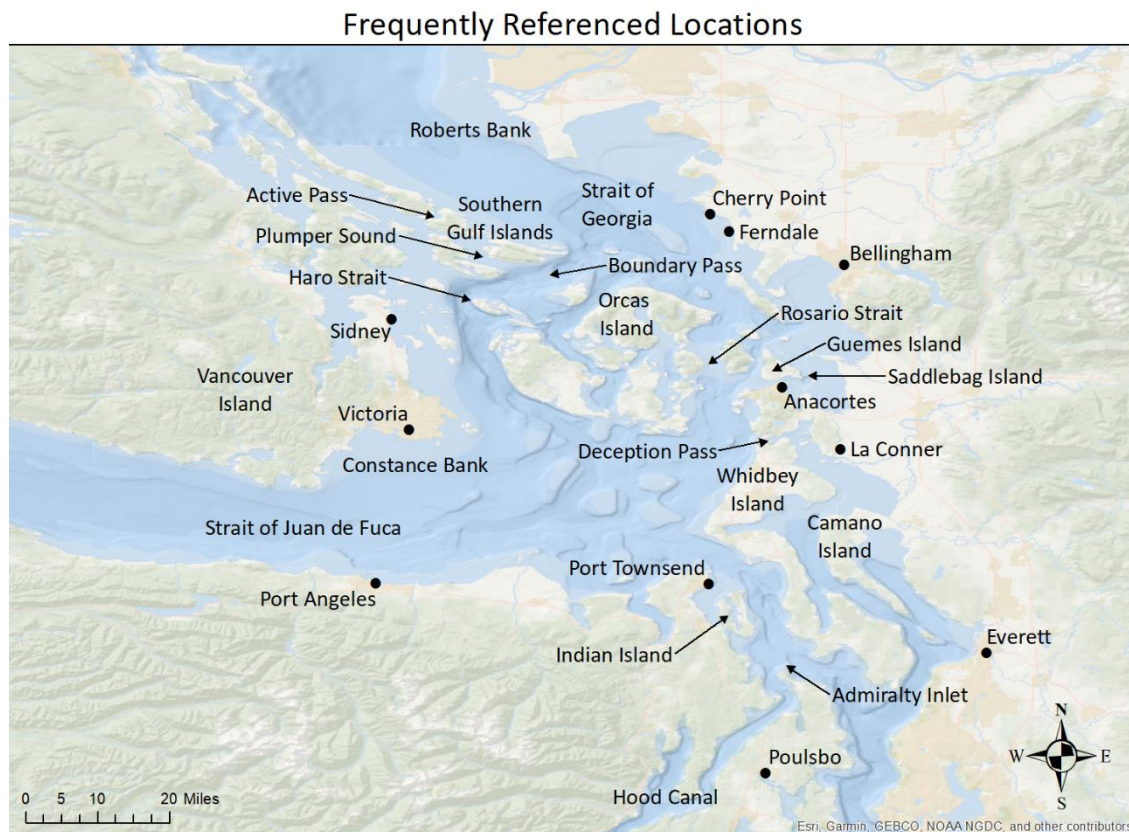 Frequently Referenced Locations
Roberts Bank
Active Pass
Southern
Gulf Islands
Strait of
Georgia
Cherry Point
Ferndale
Plumper Sound
Boundary Pass
Bellingham
Haro Strait
Orcas
Island
Rosario Strait
Sidney
Guemes Island
Saddlebag Island
Vancouver
Island
Anacortes
Victoria
Constance Bank
Deception Pass
La Conner
Whidbey
Island
Strait of Juan de Fuca
Camano
Island
Port Townsend
Port Angeles
Indian Island
Everett
Admiralty Inlet
Poulsbo
Hood Canal
N
W
E
S
0 5 10 20 Miles
Esri, Garmin, GEBCO, NOAA NGDC, and other contributors